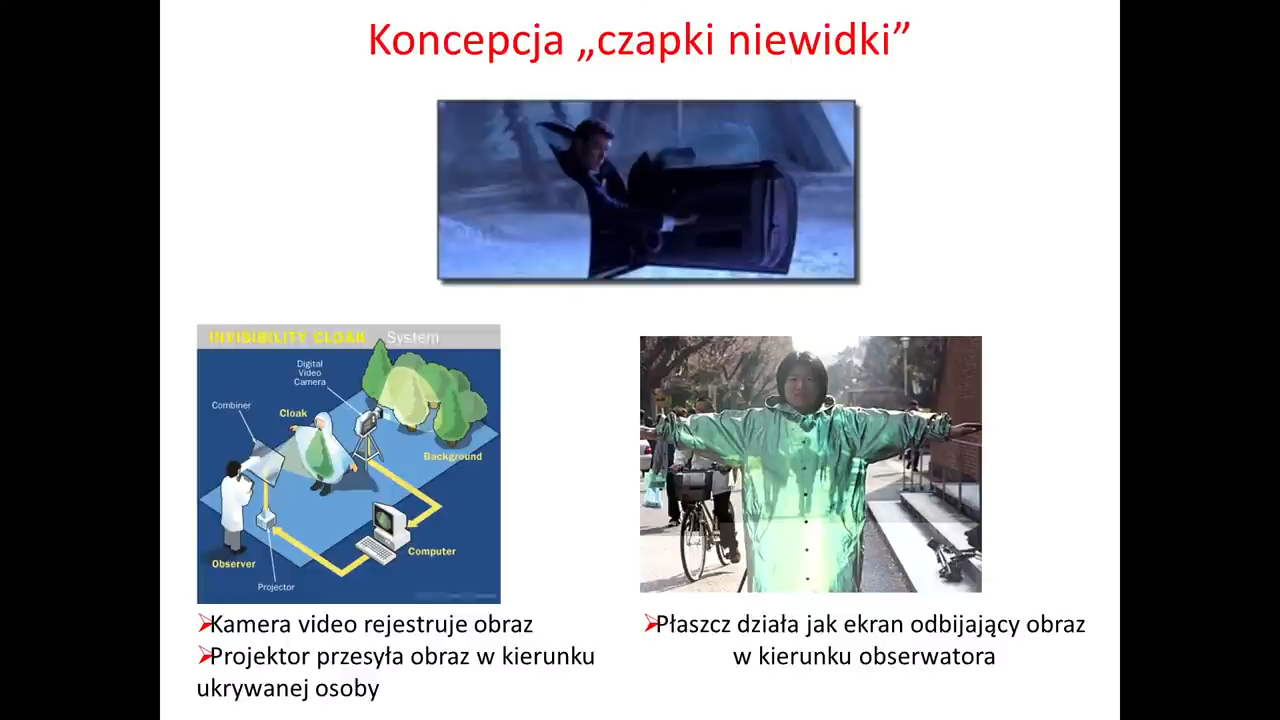 Koncepcja „czapki niewidki”
INVISIBILITY CLOAK System
Digital
Video
Camera
Combiner
Cloak
Background
Computer
Observer
Projector
➢Kamera video rejestruje obraz
➢Projektor przesyła obraz w kierunku
ukrywanej osoby
➢Płaszcz działa jak ekran odbijający obraz
w kierunku obserwatora